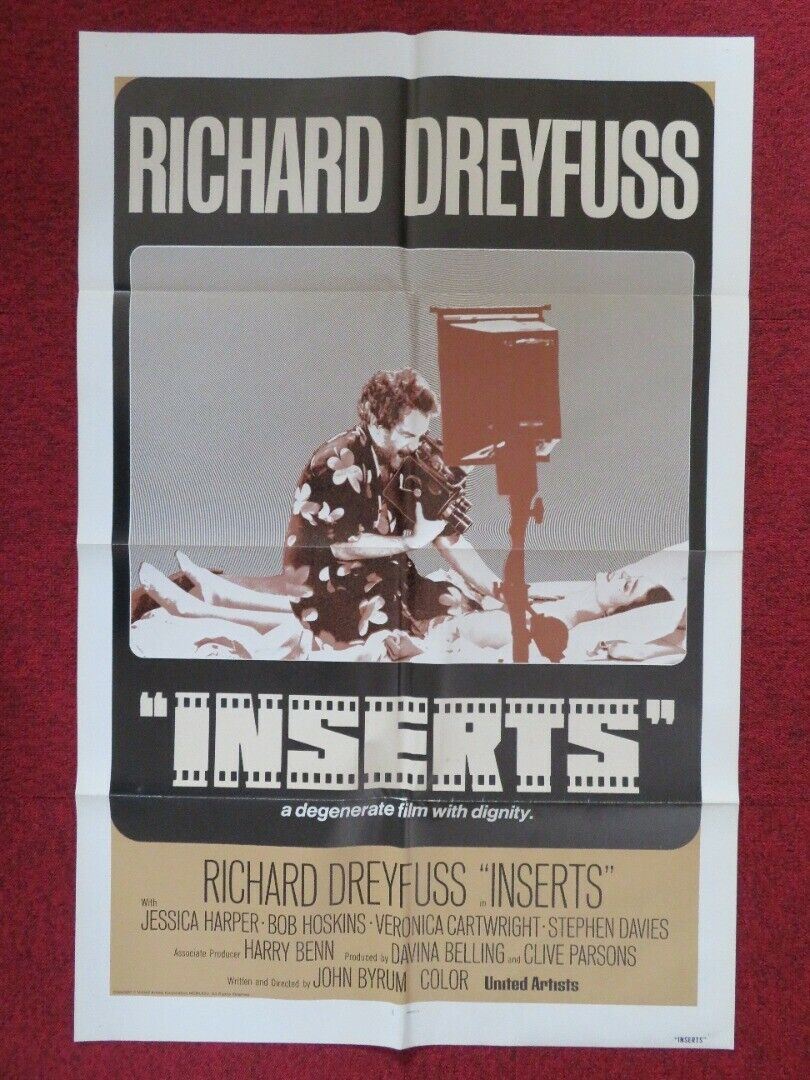 RICHARD DREYFUSS
"INSERTS"
a degenerate film with dignity.
RICHARD DREYFUSS in "INSERTS"
With
JESSICA HARPER · BOB HOSKINS · VERONICA CARTWRIGHT · STEPHEN DAVIES
Associate Producer HARRY BENN Produced by DAVINA BELLING and CLIVE PARSONS
Written and Directed by JOHN BYRUM COLOR United Artists
"INSERTS"